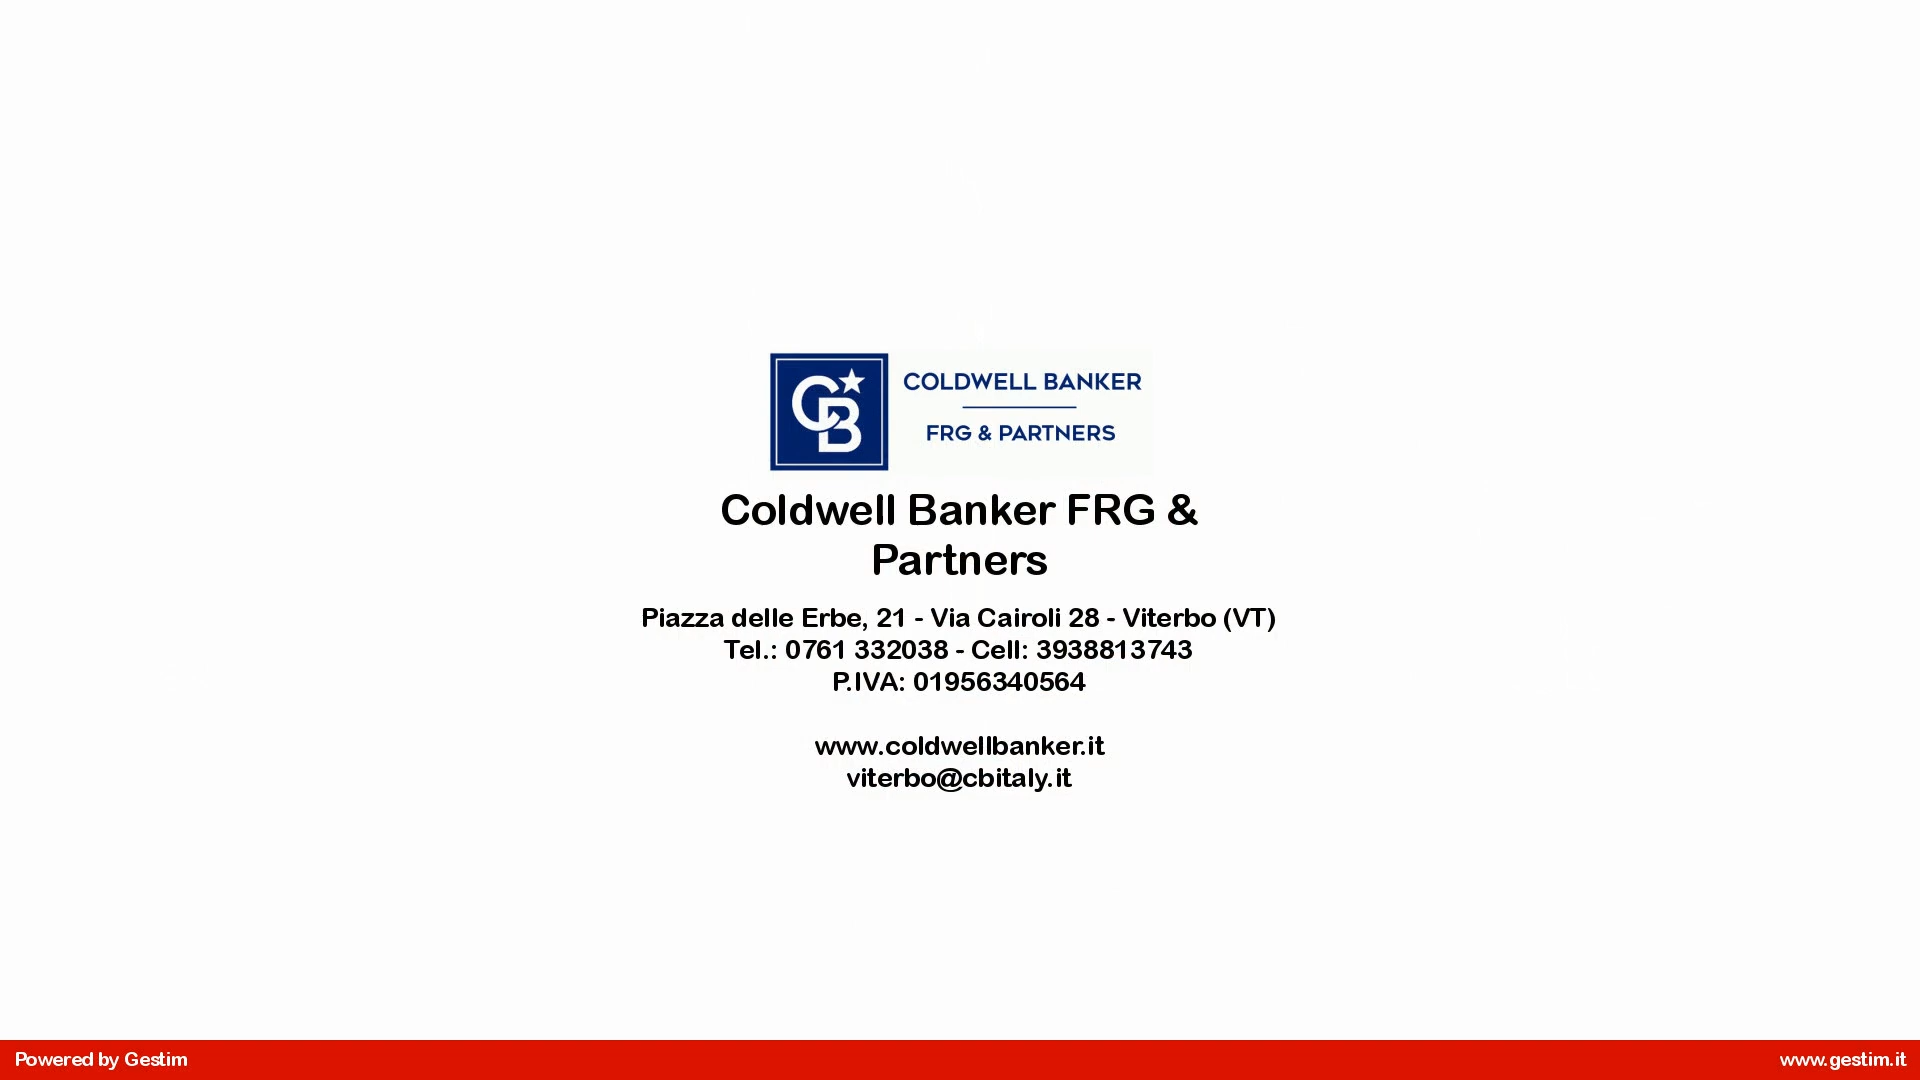 CB
COLDWELL BANKER
FRG & PARTNERS
Coldwell Banker FRG &
Partners
Piazza delle Erbe, 21 - Via Cairoli 28 - Viterbo (VT)
Tel.: 0761 332038 - Cell: 3938813743
P.IVA: 01956340564
www.coldwellbanker.it
viterbo@cbitaly.it
Powered by Gestim
www.gestim.it